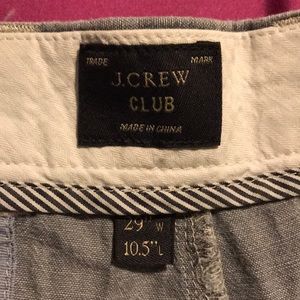 TRADE MARK
J.CREW
CLUB
MADE IN CHINA
29" W
10.5" L